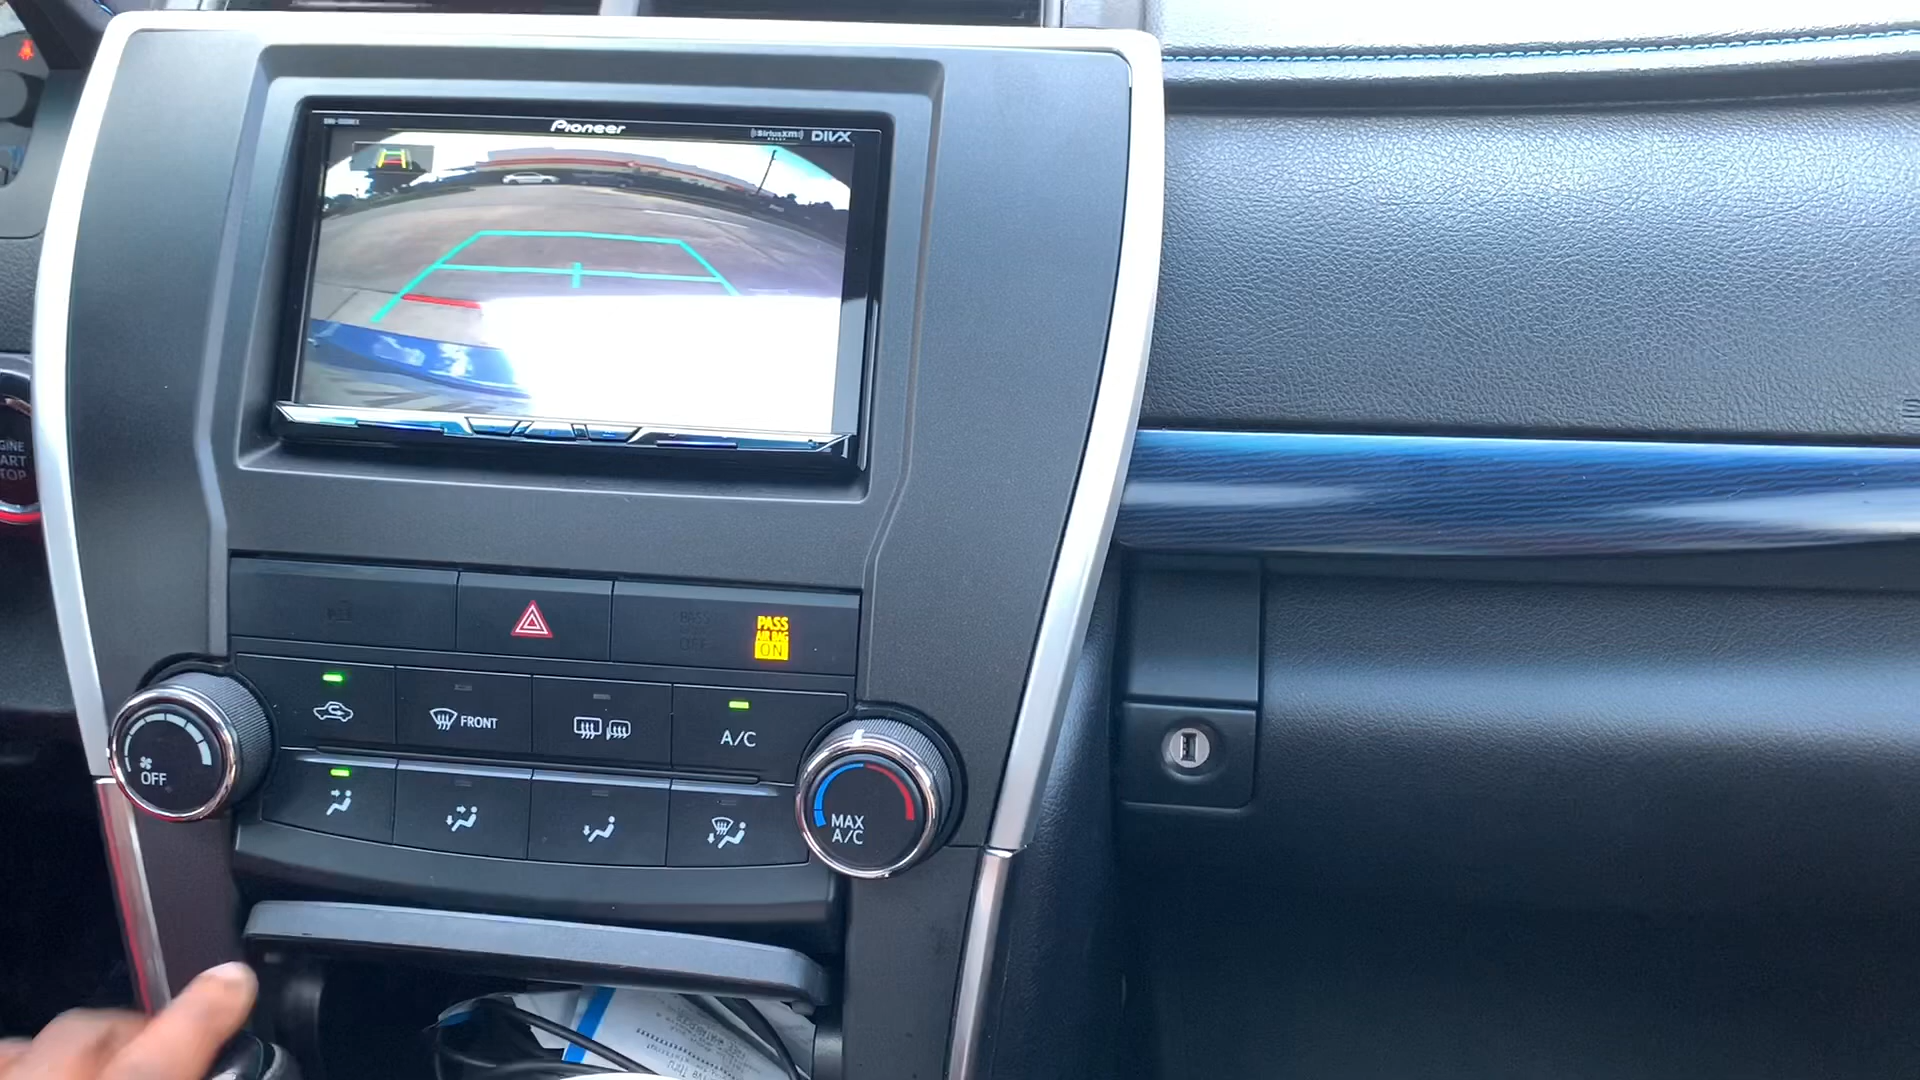 Pioneer
((SiriusXM))
DIVX
GINE
ART
TOP
PASS
AIR BAG
ON
FRONT
A/C
OFF
MAX
A/C